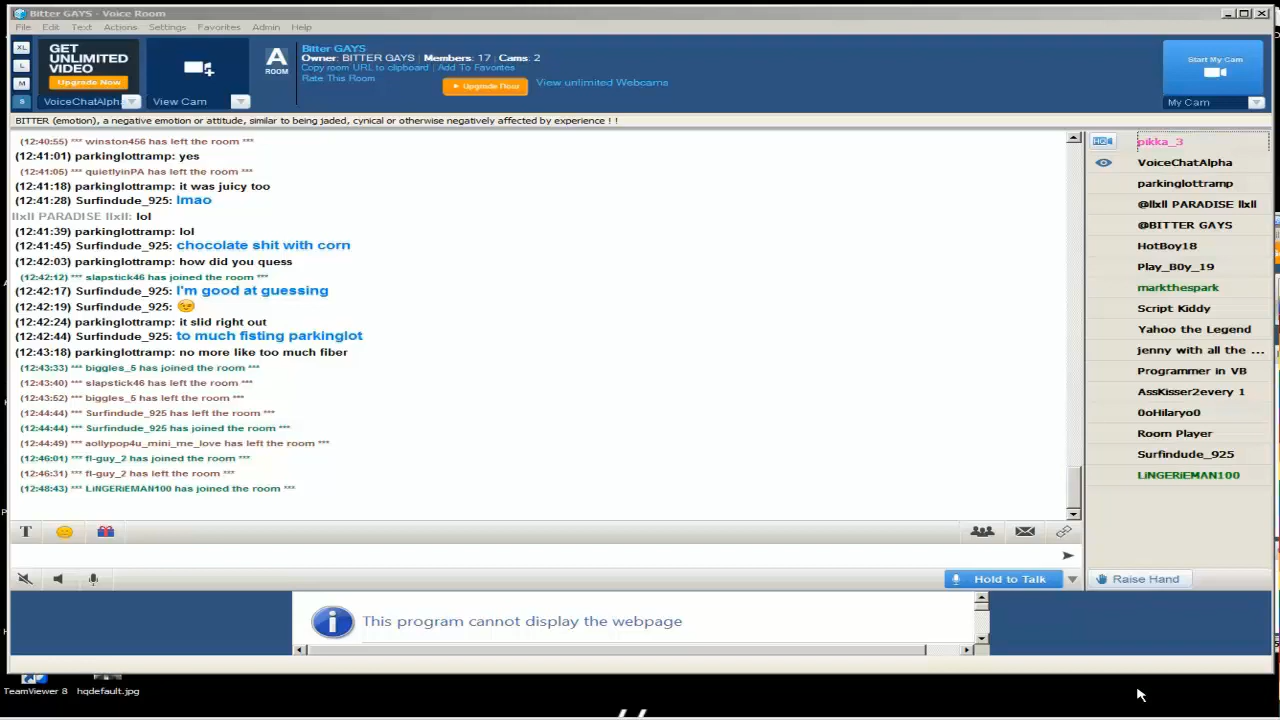 Bitter GAYS - Voice Room
File Edit Text Actions Settings Favorites Admin Help
XL
L
M
8
GET
UNLIMITED
VIDEO
Upgrade Now
VoiceChatAlpha
View Cam
A
ROOM
Bitter GAYS
Owner: BITTER GAYS | Members: 17 | Cams: 2
Copy room URL to clipboard | Add To Favorites
Rate This Room
Upgrade Now
View unlimited Webcams
Start My Cam
My Cam
BITTER (emotion), a negative emotion or attitude, similar to being jaded, cynical or otherwise negatively affected by experience ! !
(12:40:55) *** winston456 has left the room ***
(12:41:01) parkinglottramp: yes
(12:41:05) *** quietlyinPA has left the room ***
(12:41:18) parkinglottramp: it was juicy too
(12:41:28) Surfindude_925: lmao
llxll PARADISE llxll: lol
(12:41:39) parkinglottramp: lol
(12:41:45) Surfindude_925: chocolate shit with corn
(12:42:03) parkinglottramp: how did you quess
(12:42:12) *** slapstick46 has joined the room ***
(12:42:17) Surfindude_925: I'm good at guessing
(12:42:19) Surfindude_925:
(12:42:24) parkinglottramp: it slid right out
(12:42:44) Surfindude_925: to much fisting parkinglot
(12:43:18) parkinglottramp: no more like too much fiber
(12:43:33) *** biggles_5 has joined the room ***
(12:43:40) *** slapstick46 has left the room ***
(12:43:52) *** biggles_5 has left the room ***
(12:44:44) *** Surfindude_925 has left the room ***
(12:44:44) *** Surfindude_925 has joined the room ***
(12:44:49) *** aollypop4u_mini_me_love has left the room ***
(12:46:01) *** fl-guy_2 has joined the room ***
(12:46:31) *** fl-guy_2 has left the room ***
(12:48:43) *** LiNGERiEMAN100 has joined the room ***
HQ
pikka_3
VoiceChatAlpha
parkinglottramp
@llxll PARADISE llxll
@BITTER GAYS
HotBoy18
Play_B0y_19
markthespark
Script Kiddy
Yahoo the Legend
jenny with all the ...
Programmer in VB
AssKisser2every 1
0oHilaryo0
Room Player
Surfindude_925
LiNGERiEMAN100
T
Hold to Talk
Raise Hand
This program cannot display the webpage
TeamViewer 8 hqdefault.jpg